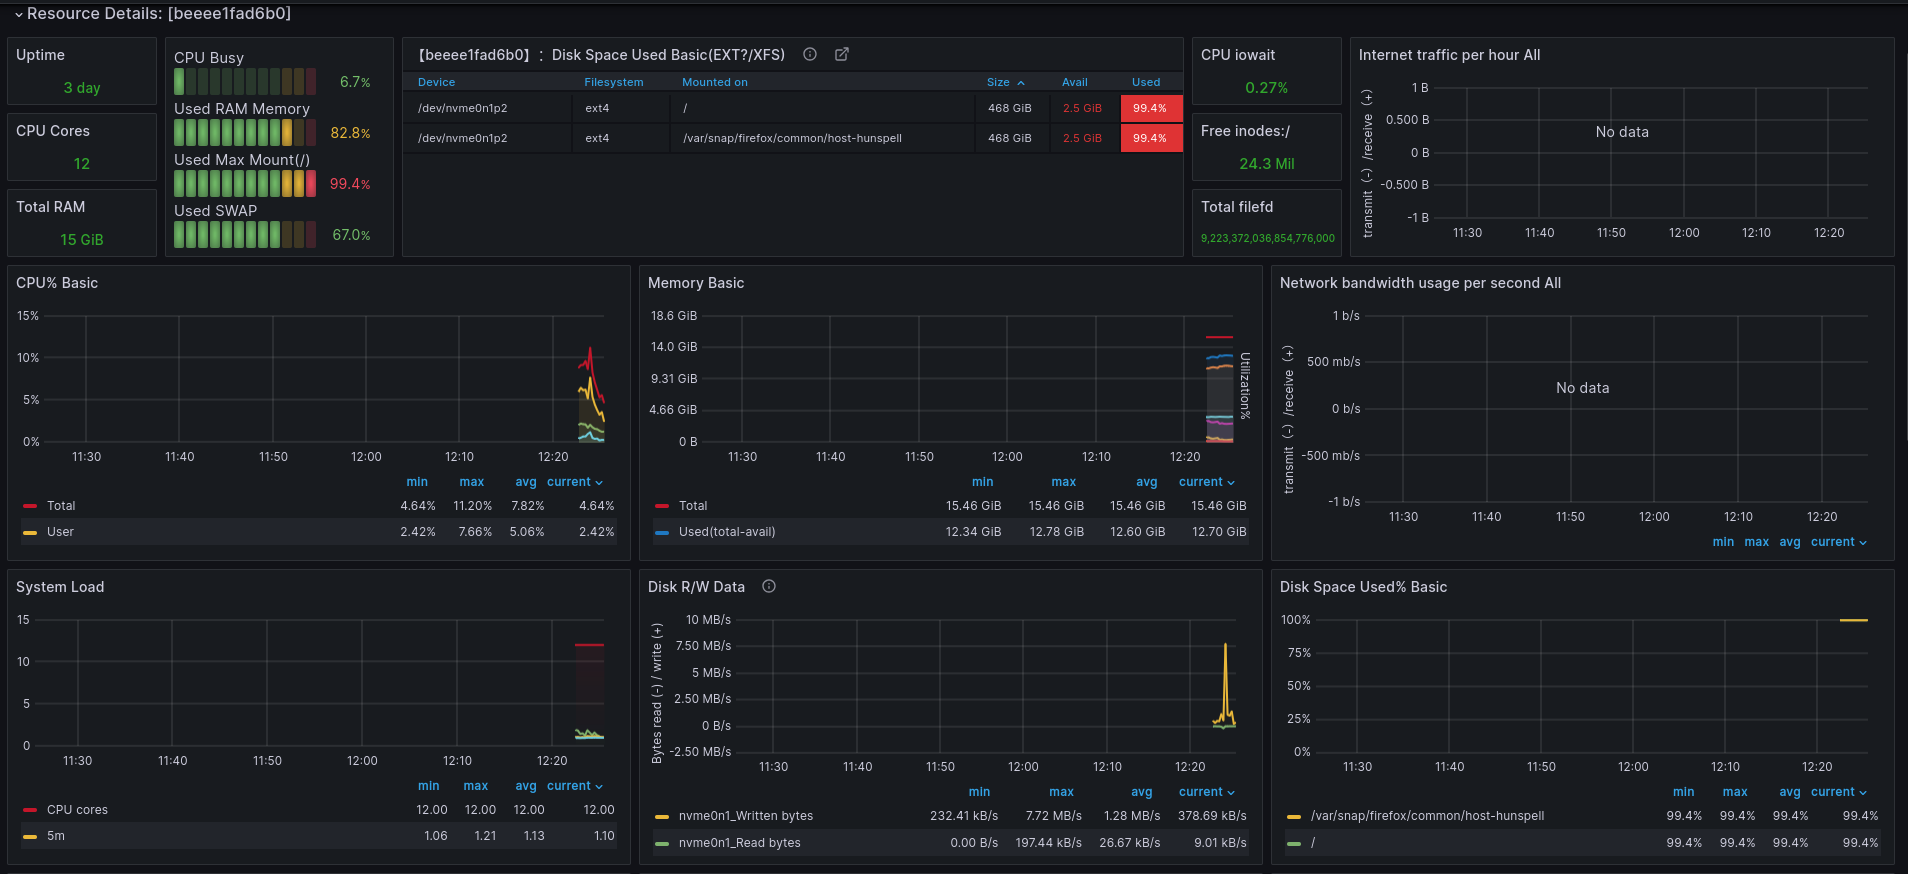 Resource Details: [beeee1fad6b0]
Uptime
3 day
CPU Cores
12
Total RAM
15 GiB
CPU Busy
6.7%
Used RAM Memory
82.8%
Used Max Mount(/)
99.4%
Used SWAP
67.0%
【beeee1fad6b0】: Disk Space Used Basic(EXT?/XFS)
Device Filesystem Mounted on Size Avail Used
/dev/nvme0n1p2 ext4 / 468 GiB 2.5 GiB 99.4%
/dev/nvme0n1p2 ext4 /var/snap/firefox/common/host-hunspell 468 GiB 2.5 GiB 99.4%
CPU iowait
0.27%
Free inodes:/
24.3 Mil
Total filefd
9,223,372,036,854,776,000
Internet traffic per hour All
transmit (-) /receive (+)
1 B
0.500 B
0 B
-0.500 B
-1 B
No data
11:30 11:40 11:50 12:00 12:10 12:20
CPU% Basic
15%
10%
5%
0%
11:30 11:40 11:50 12:00 12:10 12:20
min max avg current
Total 4.64% 11.20% 7.82% 4.64%
User 2.42% 7.66% 5.06% 2.42%
Memory Basic
18.6 GiB
14.0 GiB
9.31 GiB
4.66 GiB
0 B
Utilization%
11:30 11:40 11:50 12:00 12:10 12:20
min max avg current
Total 15.46 GiB 15.46 GiB 15.46 GiB 15.46 GiB
Used(total-avail) 12.34 GiB 12.78 GiB 12.60 GiB 12.70 GiB
Network bandwidth usage per second All
transmit (-) /receive (+)
1 b/s
500 mb/s
0 b/s
-500 mb/s
-1 b/s
No data
11:30 11:40 11:50 12:00 12:10 12:20
min max avg current
System Load
15
10
5
0
11:30 11:40 11:50 12:00 12:10 12:20
min max avg current
CPU cores 12.00 12.00 12.00 12.00
5m 1.06 1.21 1.13 1.10
Disk R/W Data
Bytes read (-) / write (+)
10 MB/s
7.50 MB/s
5 MB/s
2.50 MB/s
0 B/s
-2.50 MB/s
11:30 11:40 11:50 12:00 12:10 12:20
min max avg current
nvme0n1_Written bytes 232.41 kB/s 7.72 MB/s 1.28 MB/s 378.69 kB/s
nvme0n1_Read bytes 0.00 B/s 197.44 kB/s 26.67 kB/s 9.01 kB/s
Disk Space Used% Basic
100%
75%
50%
25%
0%
11:30 11:40 11:50 12:00 12:10 12:20
min max avg current
/var/snap/firefox/common/host-hunspell 99.4% 99.4% 99.4% 99.4%
/ 99.4% 99.4% 99.4% 99.4%